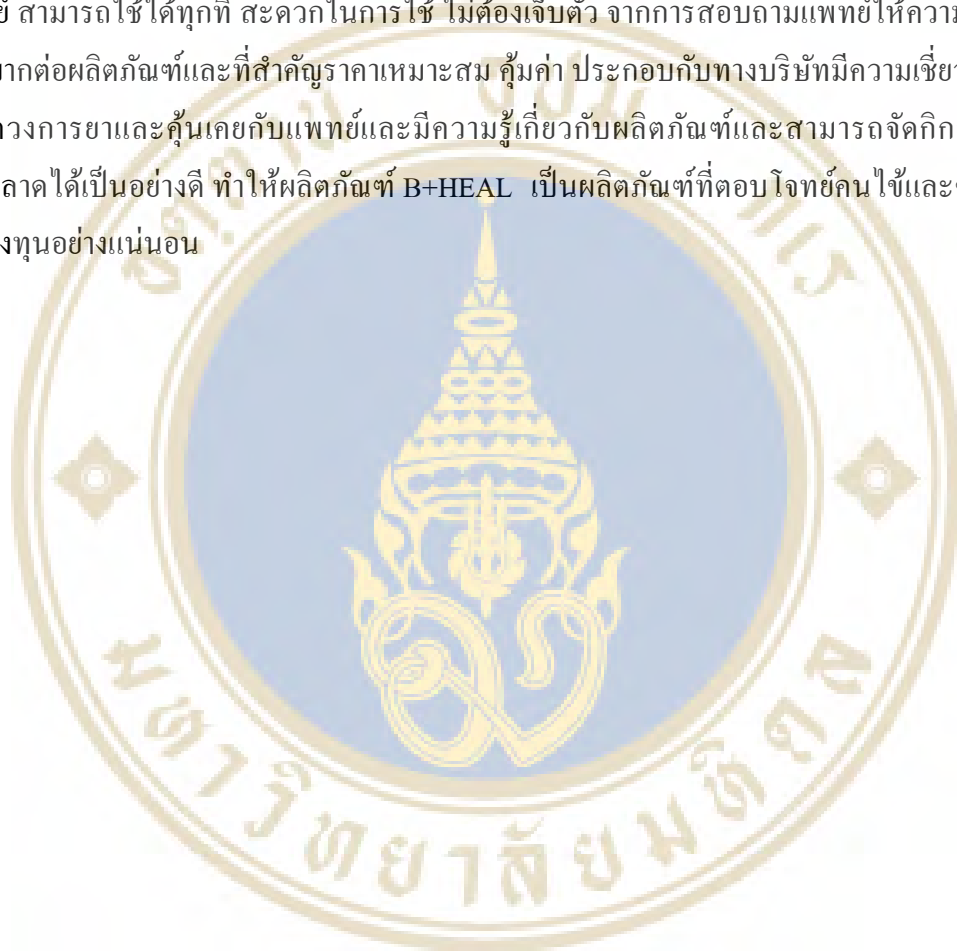 สามารถใช้ได้ทุกที่ สะดวกในการใช้ ไม่ต้องเจ็บตัว จากการสอบถามแพทย์ให้ความ
ากต่อผลิตภัณฑ์และที่สำคัญราคาเหมาะสม คุ้มค่า ประกอบกับทางบริษัทมีความเชี่ยว
วงการยาและคุ้นเคยกับแพทย์และมีความรู้เกี่ยวกับผลิตภัณฑ์และสามารถจัดกิก
ลาดได้เป็นอย่างดี ทำให้ผลิตภัณฑ์ B+HEAL เป็นผลิตภัณฑ์ที่ตอบโจทย์คนไข้และ
งทุนอย่างแน่นอน
อตฺตานํ อุปมํ กเร
มหาวิทยาลัยมหิดล